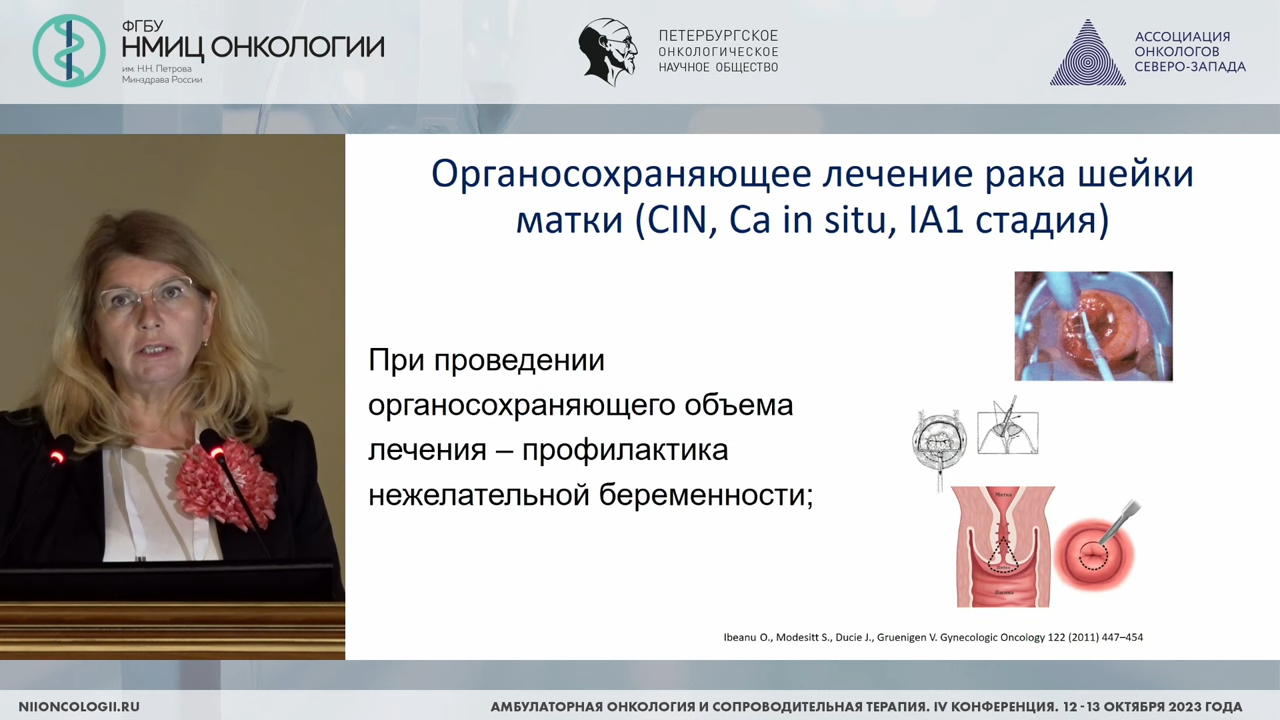 ФГБУ
НМИЦ ОНКОЛОГИИ
им. Н.Н. Петрова
Минздрава России
ПЕТЕРБУРГСКОЕ
ОНКОЛОГИЧЕСКОЕ
НАУЧНОЕ ОБЩЕСТВО
АССОЦИАЦИЯ
ОНКОЛОГОВ
СЕВЕРО-ЗАПАДА
Органосохраняющее лечение рака шейки
матки (CIN, Ca in situ, IA1 стадия)
При проведении
органосохраняющего объема
лечения – профилактика
нежелательной беременности;
Матка
Ibeanu O., Modesitt S., Ducie J., Gruenigen V. Gynecologic Oncology 122 (2011) 447–454
NIIONCOLOGII.RU
АМБУЛАТОРНАЯ ОНКОЛОГИЯ И СОПРОВОДИТЕЛЬНАЯ ТЕРАПИЯ. IV КОНФЕРЕНЦИЯ. 12 - 13 ОКТЯБРЯ 2023 ГОДА